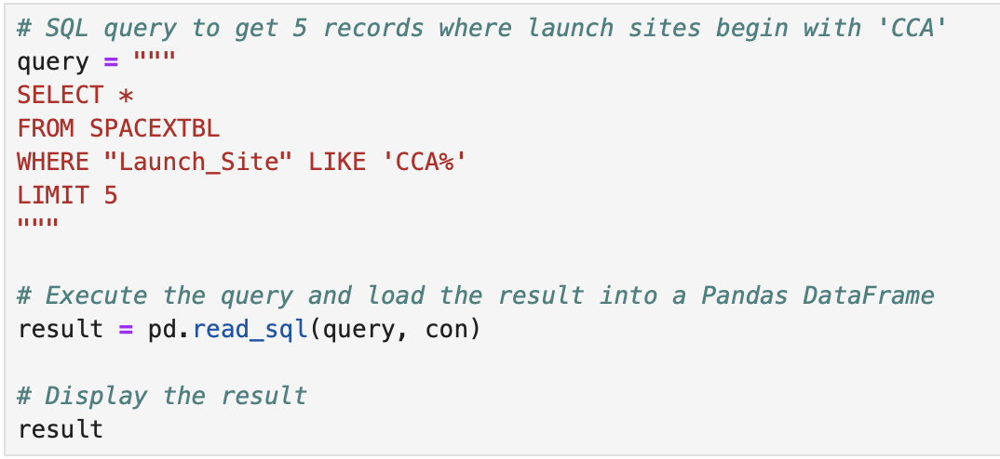 # SQL query to get 5 records where launch sites begin with 'CCA'
query = """
SELECT *
FROM SPACEXTBL
WHERE "Launch_Site" LIKE 'CCA%'
LIMIT 5
"""
# Execute the query and load the result into a Pandas DataFrame
result = pd.read_sql(query, con)
# Display the result
result